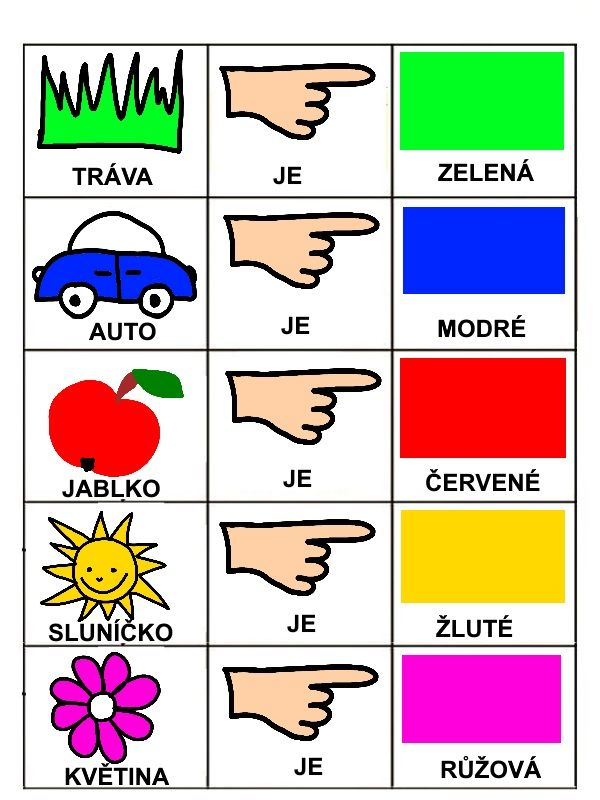 TRÁVA JE ZELENÁ
AUTO JE MODRÉ
JABLKO JE ČERVENÉ
SLUNÍČKO JE ŽLUTÉ
KVĚTINA JE RŮŽOVÁ